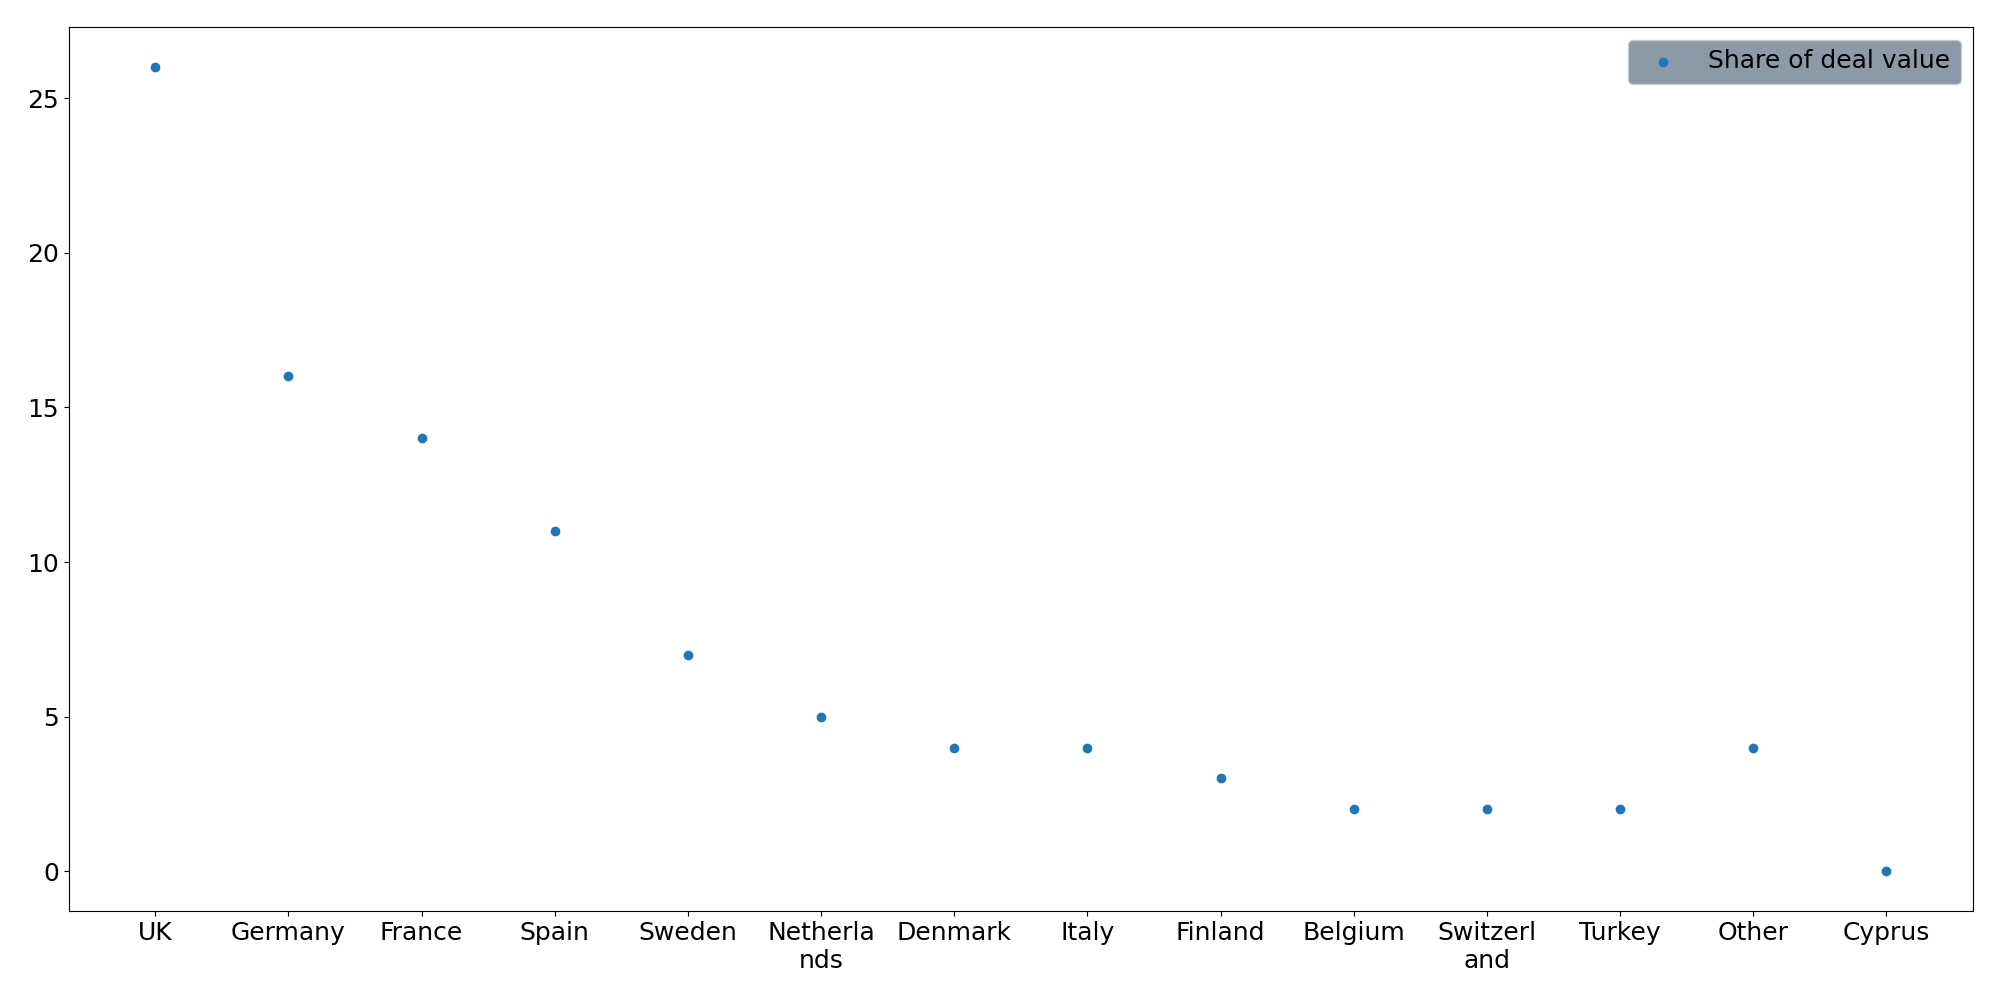 Share of deal value
25
20
15
10
5
0
UK Germany France Spain Sweden Netherla Denmark Italy Finland Belgium Switzerl Turkey Other Cyprus
nds and